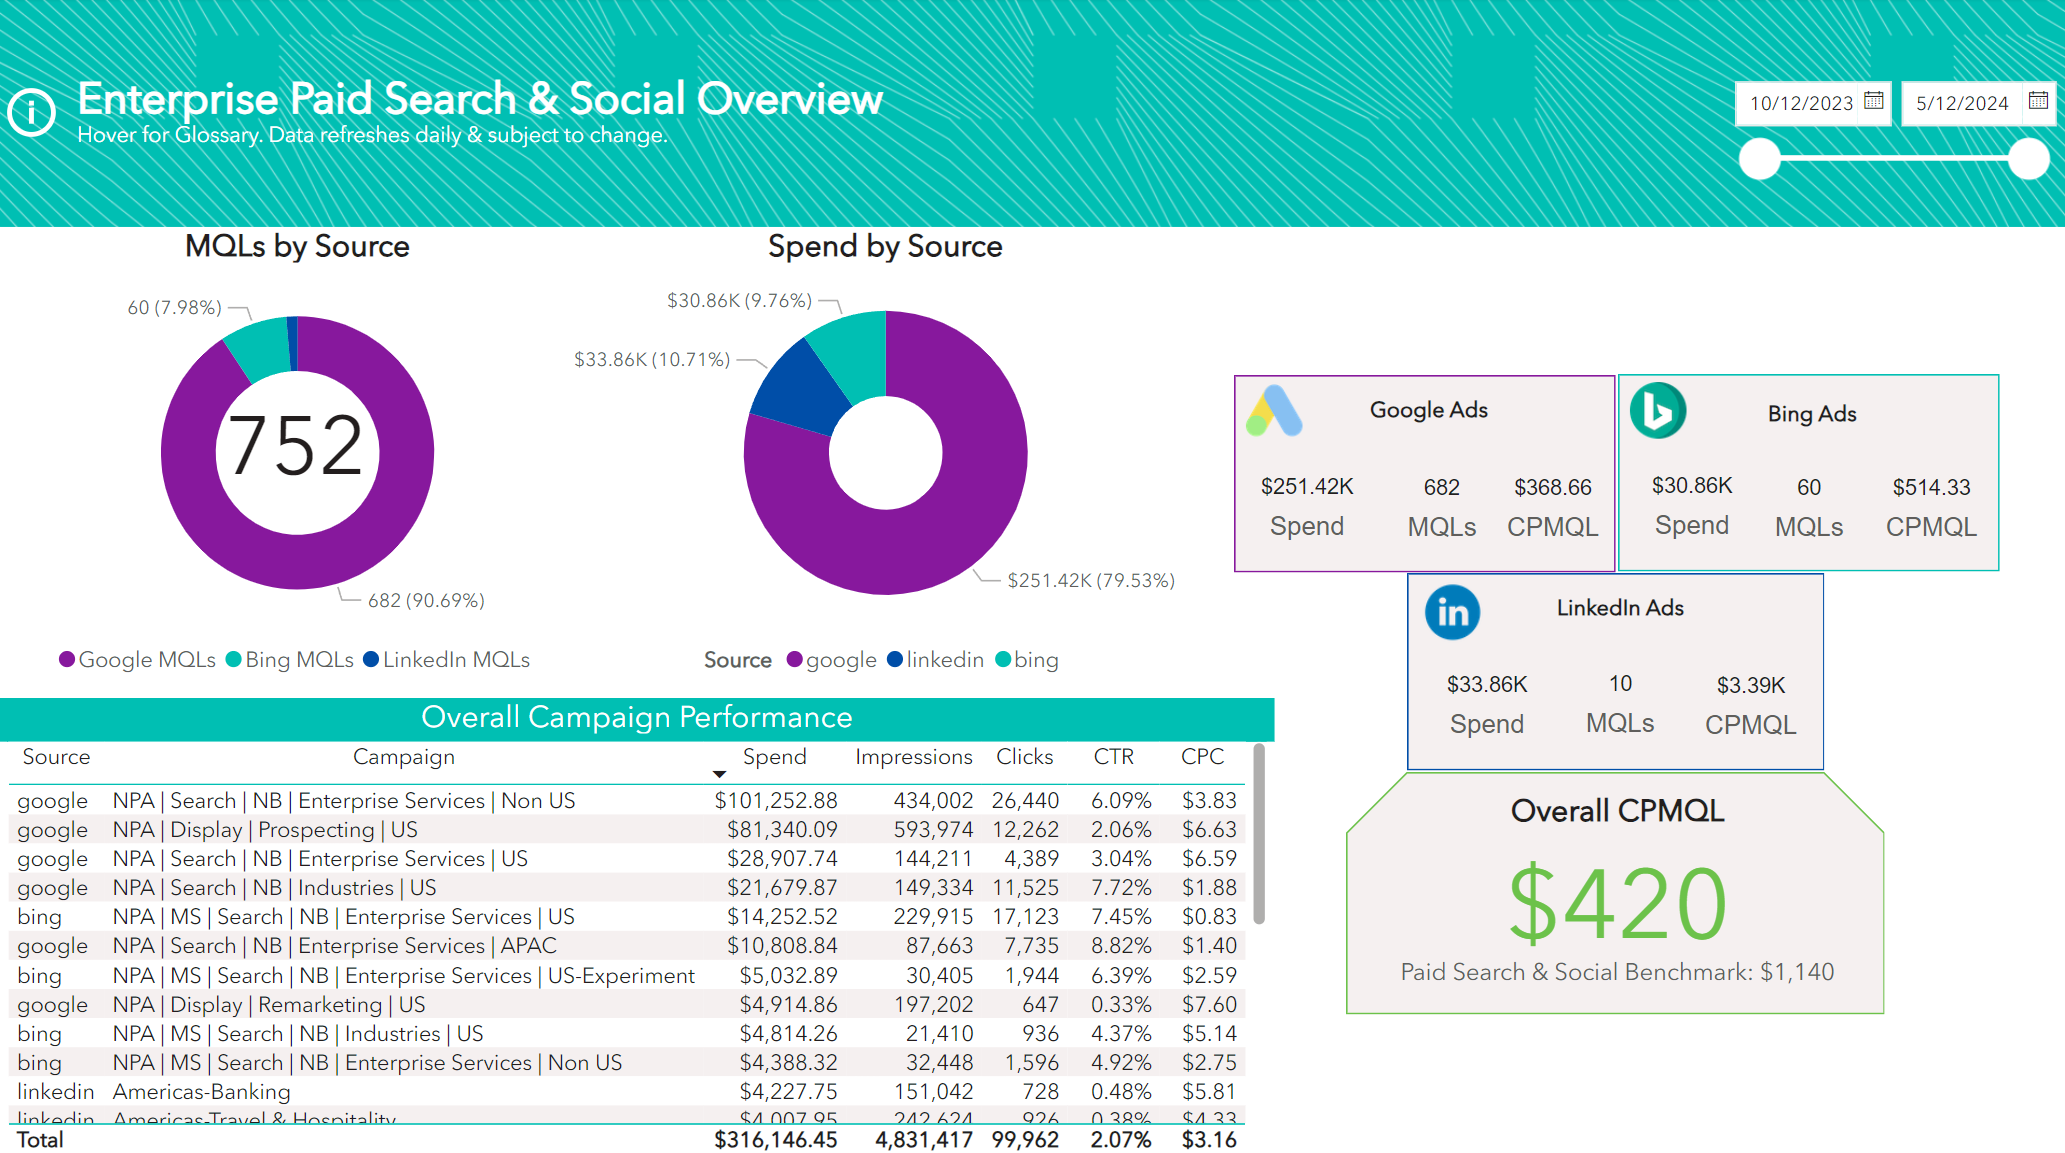 Enterprise Paid Search & Social Overview
Hover for Glossary. Data refreshes daily & subject to change.
10/12/2023 5/12/2024
MQLs by Source
60 (7.98%)
752
682 (90.69%)
Google MQLs Bing MQLs LinkedIn MQLs
Spend by Source
$30.86K (9.76%)
$33.86K (10.71%)
$251.42K (79.53%)
Source google linkedin bing
Google Ads
$251.42K 682 $368.66
Spend MQLs CPMQL
Bing Ads
$30.86K 60 $514.33
Spend MQLs CPMQL
in LinkedIn Ads
$33.86K 10 $3.39K
Spend MQLs CPMQL
Overall CPMQL
$420
Paid Search & Social Benchmark: $1,140
Overall Campaign Performance
Source Campaign Spend Impressions Clicks CTR CPC
google NPA | Search | NB | Enterprise Services | Non US $101,252.88 434,002 26,440 6.09% $3.83
google NPA | Display | Prospecting | US $81,340.09 593,974 12,262 2.06% $6.63
google NPA | Search | NB | Enterprise Services | US $28,907.74 144,211 4,389 3.04% $6.59
google NPA | Search | NB | Industries | US $21,679.87 149,334 11,525 7.72% $1.88
bing NPA | MS | Search | NB | Enterprise Services | US $14,252.52 229,915 17,123 7.45% $0.83
google NPA | Search | NB | Enterprise Services | APAC $10,808.84 87,663 7,735 8.82% $1.40
bing NPA | MS | Search | NB | Enterprise Services | US-Experiment $5,032.89 30,405 1,944 6.39% $2.59
google NPA | Display | Remarketing | US $4,914.86 197,202 647 0.33% $7.60
bing NPA | MS | Search | NB | Industries | US $4,814.26 21,410 936 4.37% $5.14
bing NPA | MS | Search | NB | Enterprise Services | Non US $4,388.32 32,448 1,596 4.92% $2.75
linkedin Americas-Banking $4,227.75 151,042 728 0.48% $5.81
linkedin Americas-Travel & Hospitality $4,007.95 242,624 926 0.38% $4.33
Total $316,146.45 4,831,417 99,962 2.07% $3.16